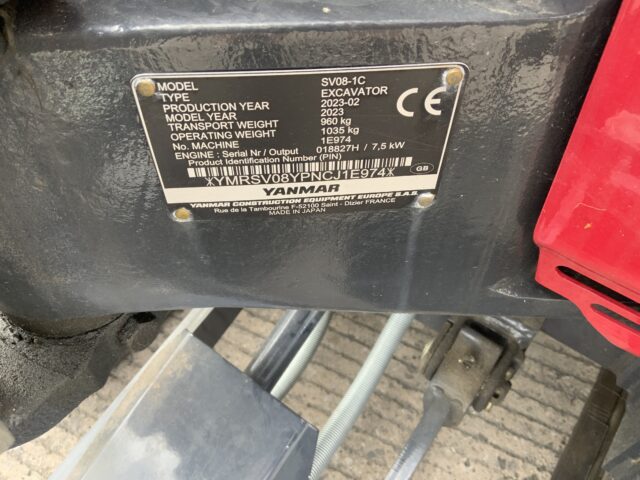 MODEL SV08-1C
TYPE EXCAVATOR
PRODUCTION YEAR 2023-02
MODEL YEAR 2023
TRANSPORT WEIGHT 960 kg
OPERATING WEIGHT 1035 kg
No. MACHINE 1E974
ENGINE : Serial Nr / Output 018827H / 7,5 kW
Product Identification Number (PIN)
XYMRSV08YPNCJ1E974X
CE
GB
YANMAR
YANMAR CONSTRUCTION EQUIPMENT EUROPE S.A.S.
Rue de la Tambourine F-52100 Saint - Dizier FRANCE
MADE IN JAPAN